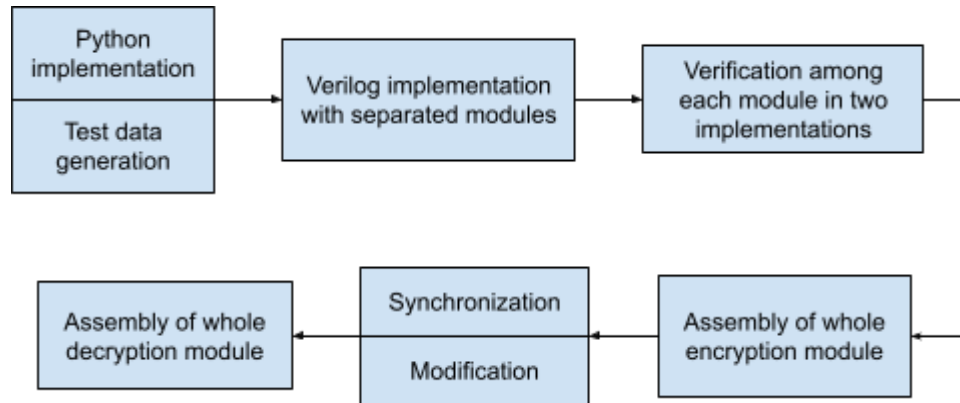 Python
implementation
Test data
generation
Verilog implementation
with separated modules
Verification among
each module in two
implementations
Assembly of whole
encryption module
Synchronization
Modification
Assembly of whole
decryption module